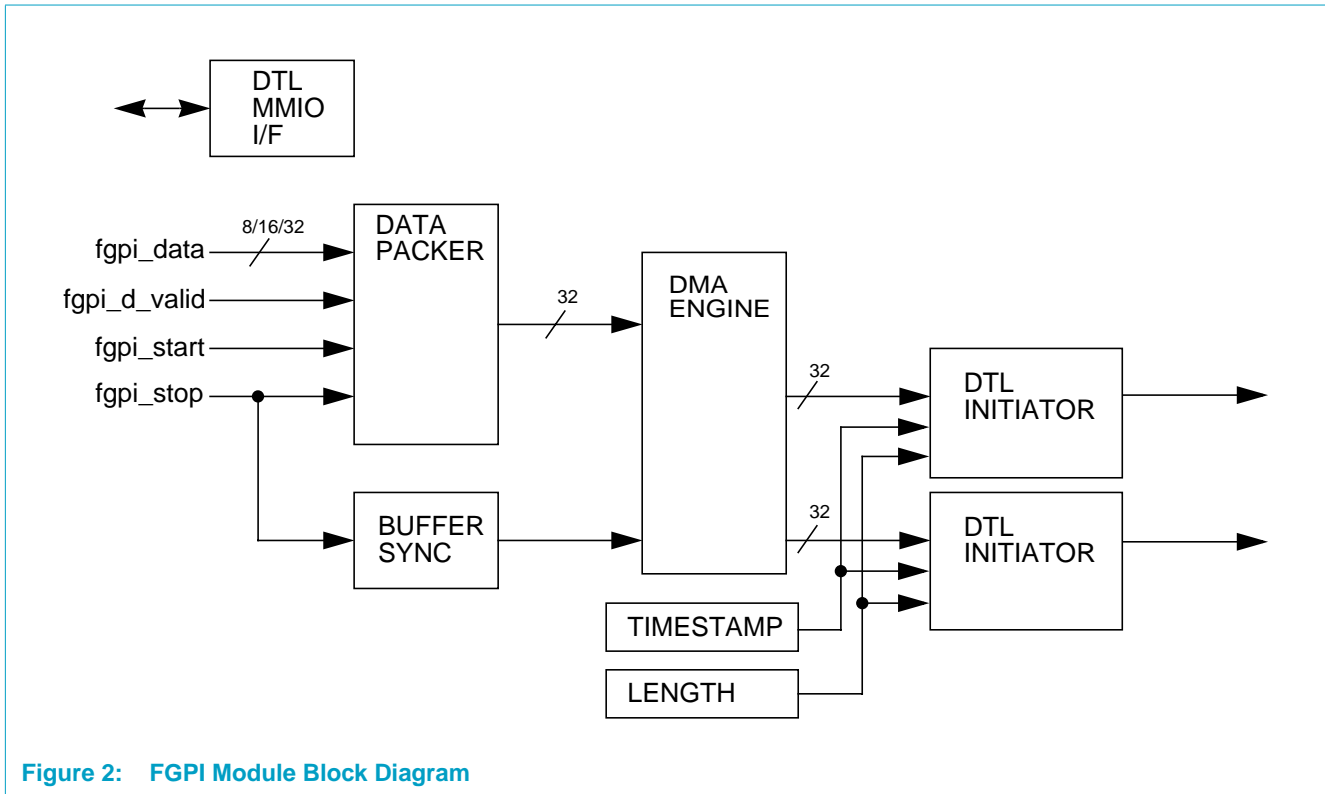 DTL
MMIO
I/F
8/16/32
fgpi_data
fgpi_d_valid
fgpi_start
fgpi_stop
DATA
PACKER
32
DMA
ENGINE
32
DTL
INITIATOR
BUFFER
SYNC
32
DTL
INITIATOR
TIMESTAMP
LENGTH
Figure 2: FGPI Module Block Diagram